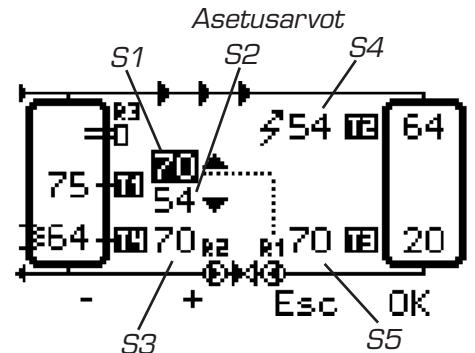 Asetusarvot
S1 S2 S4
R3 54 T2 64
70
75 T1 54
64 T4 70 R2 R1 70 T3 20
- + Esc OK
S3 S5